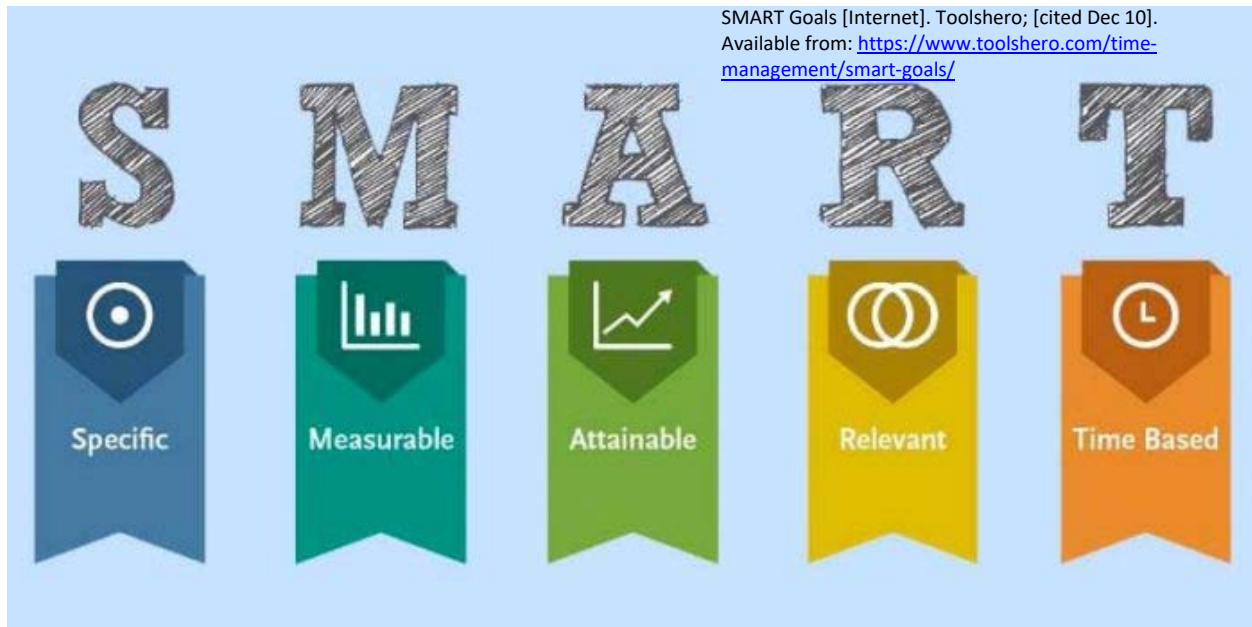 SMART Goals [Internet]. Toolshero; [cited Dec 10].
Available from: https://www.toolshero.com/time-
management/smart-goals/
S M A R T
Specific
Measurable
Attainable
Relevant
Time Based